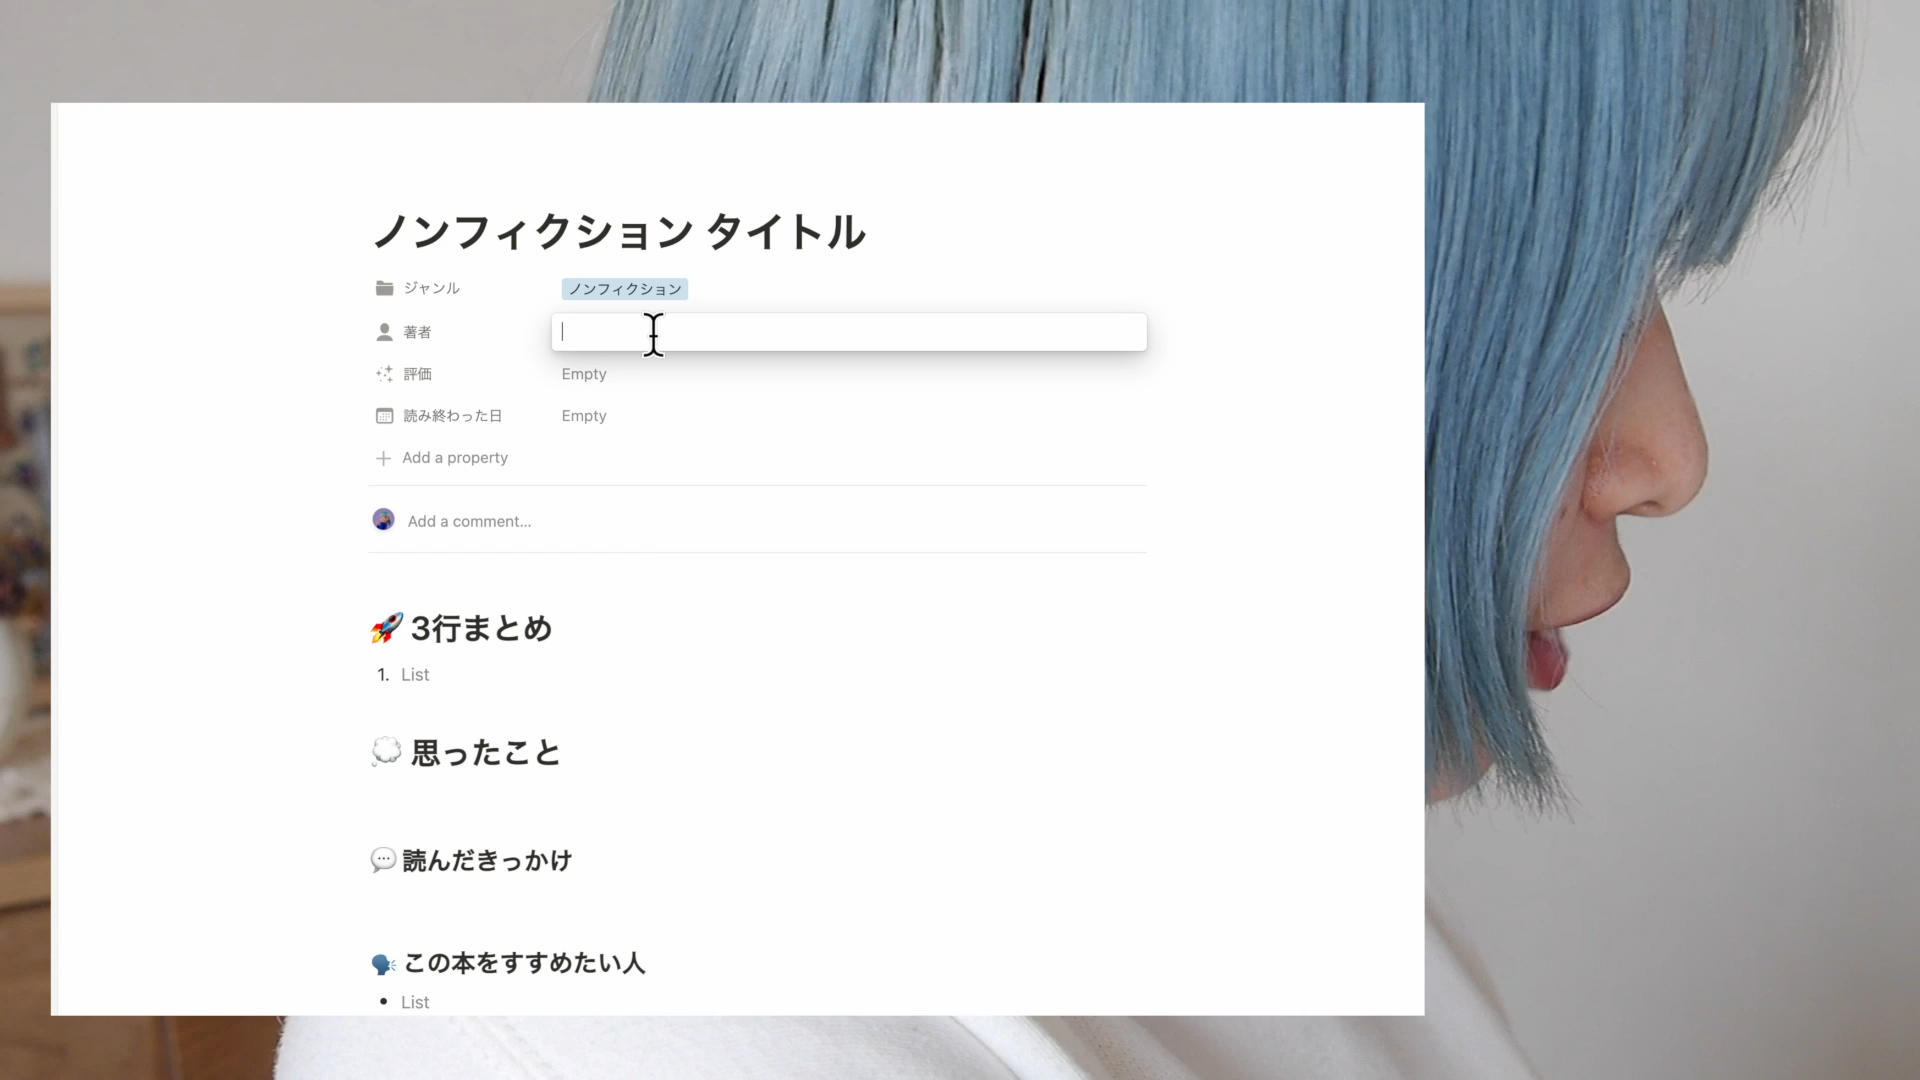 ノンフィクション タイトル
ジャンル ノンフィクション
著者
評価 Empty
読み終わった日 Empty
Add a property
Add a comment...
🚀 3行まとめ
1. List
💭 思ったこと
💬 読んだきっかけ
🗣 この本をすすめたい人
• List